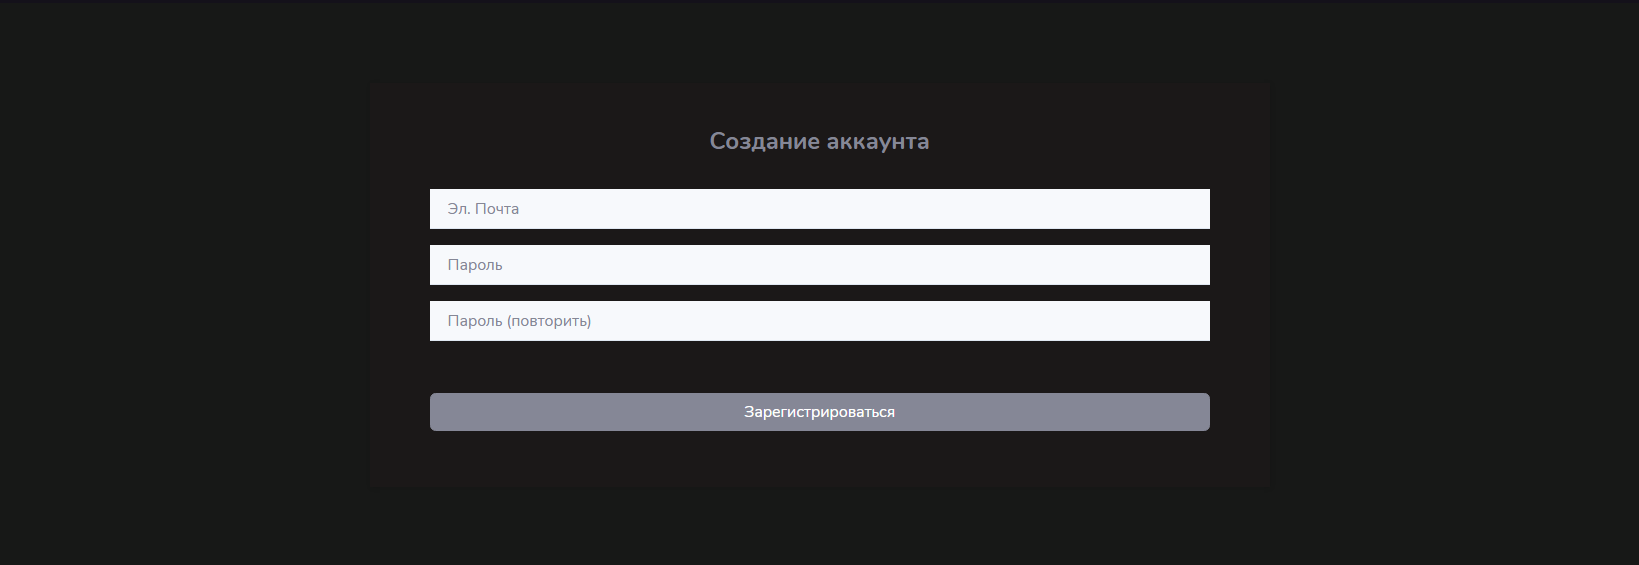 Создание аккаунта
Эл. Почта
Пароль
Пароль (повторить)
Зарегистрироваться